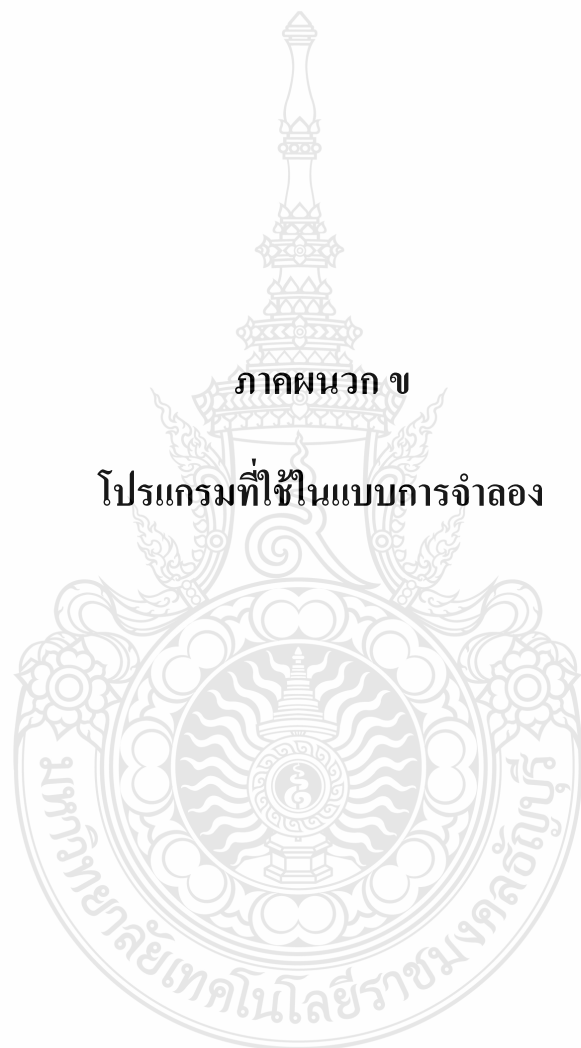 ภาคผนวก ข
โปรแกรมที่ใช้ในแบบการจำลอง
มหาวิทยาลัยเทคโนโลยีราชมงคลธัญบุรี